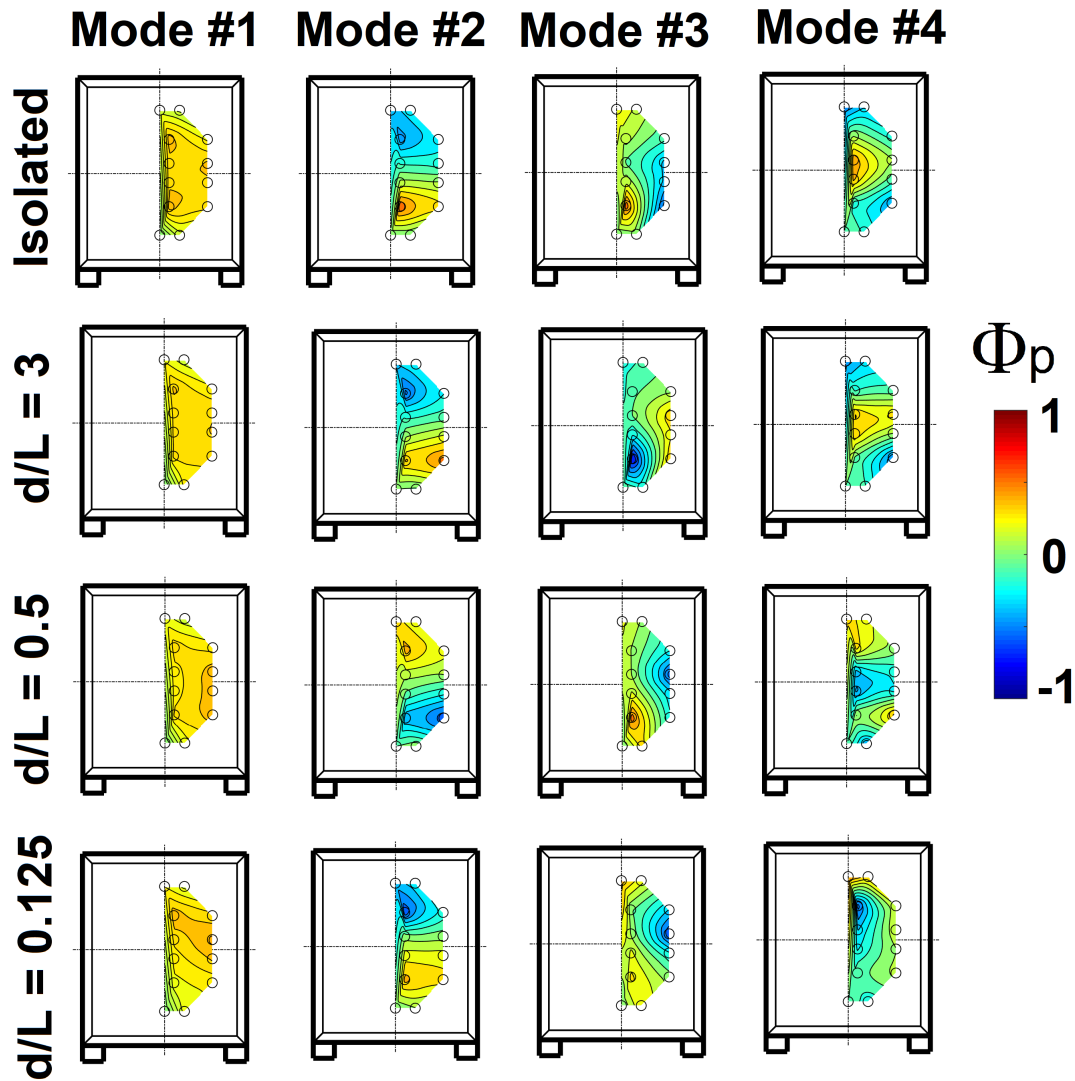 Mode #1 Mode #2 Mode #3 Mode #4
Isolated
d/L = 3
Φp
1
0
-1
d/L = 0.5
d/L = 0.125